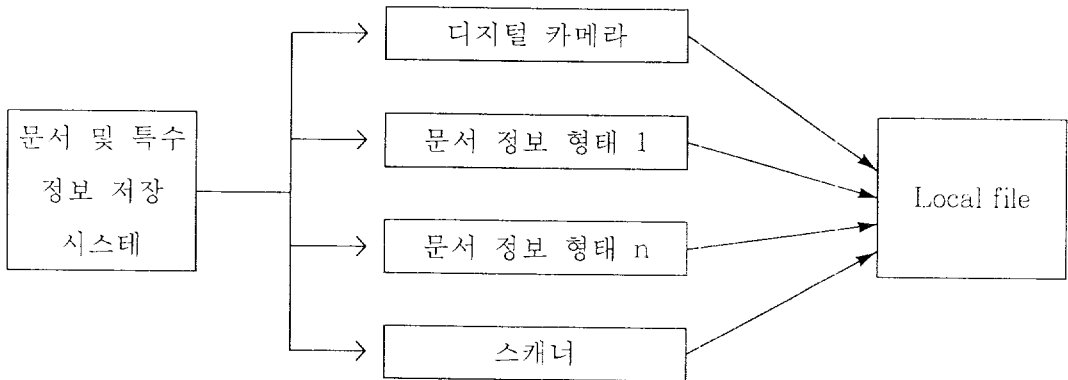 디지털 카메라
문서 및 특수
정보 저장
시스테
문서 정보 형태 1
문서 정보 형태 n
스캐너
Local file